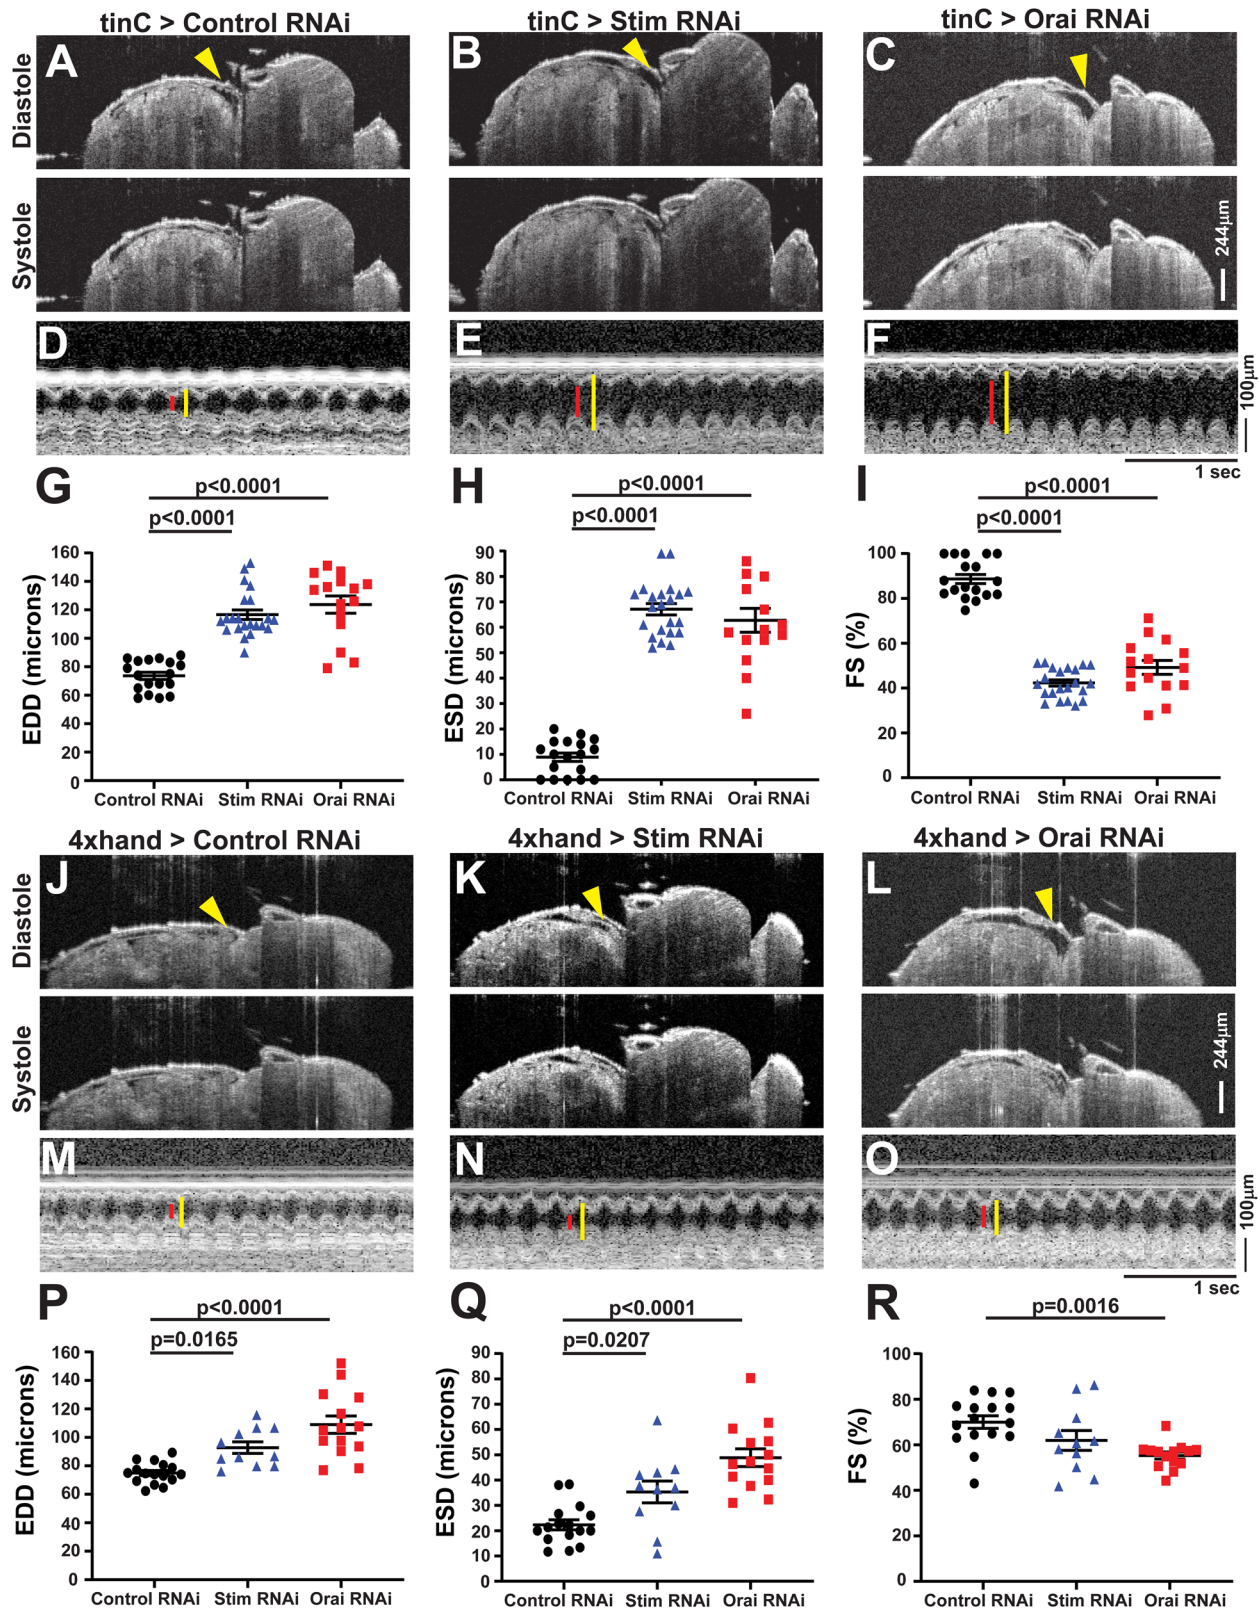 tinC > Control RNAi
tinC > Stim RNAi
tinC > Orai RNAi
A
B
C
Diastole
Systole
244µm
D
E
F
100µm
1 sec
G
p<0.0001
p<0.0001
EDD (microns)
160
140
120
100
80
60
40
20
0
Control RNAi
Stim RNAi
Orai RNAi
H
p<0.0001
p<0.0001
ESD (microns)
90
80
70
60
50
40
30
20
10
0
Control RNAi
Stim RNAi
Orai RNAi
I
p<0.0001
p<0.0001
FS (%)
100
80
60
40
20
0
Control RNAi
Stim RNAi
Orai RNAi
4xhand > Control RNAi
4xhand > Stim RNAi
4xhand > Orai RNAi
J
K
L
Diastole
Systole
244µm
M
N
O
100µm
1 sec
P
p<0.0001
p=0.0165
EDD (microns)
160
140
120
100
80
60
40
20
0
Control RNAi
Stim RNAi
Orai RNAi
Q
p<0.0001
p=0.0207
ESD (microns)
90
80
70
60
50
40
30
20
10
0
Control RNAi
Stim RNAi
Orai RNAi
R
p=0.0016
FS (%)
100
80
60
40
20
0
Control RNAi
Stim RNAi
Orai RNAi